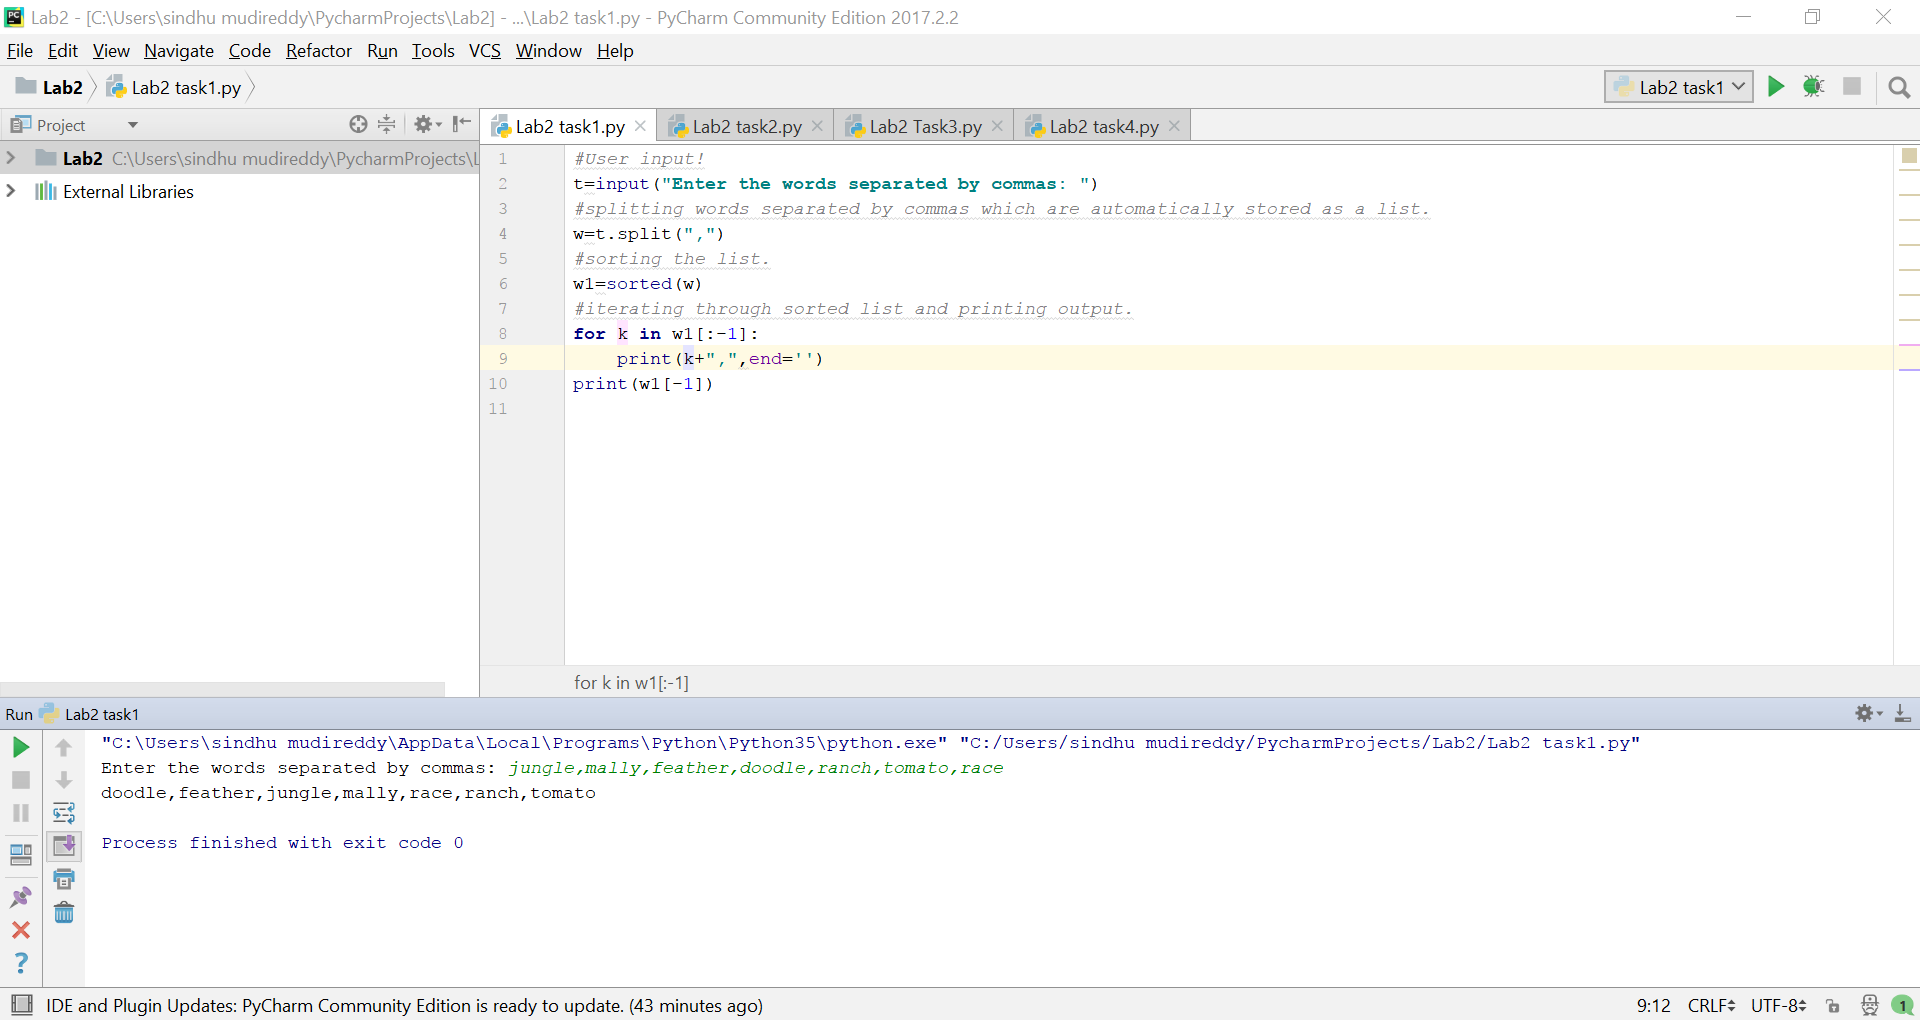 PC Lab2 - [C:\Users\sindhu mudireddy\PycharmProjects\Lab2] - ...\Lab2 task1.py - PyCharm Community Edition 2017.2.2
File Edit View Navigate Code Refactor Run Tools VCS Window Help
Lab2 Lab2 task1.py Lab2 task1
Project Lab2 task1.py Lab2 task2.py Lab2 Task3.py Lab2 task4.py
Lab2 C:\Users\sindhu mudireddy\PycharmProjects\L
External Libraries
1 #User input!
2 t=input("Enter the words separated by commas: ")
3 #splitting words separated by commas which are automatically stored as a list.
4 w=t.split(",")
5 #sorting the list.
6 w1=sorted(w)
7 #iterating through sorted list and printing output.
8 for k in w1[:-1]:
9     print(k+",",end='')
10 print(w1[-1])
11
for k in w1[:-1]
Run Lab2 task1
"C:\Users\sindhu mudireddy\AppData\Local\Programs\Python\Python35\python.exe" "C:/Users/sindhu mudireddy/PycharmProjects/Lab2/Lab2 task1.py"
Enter the words separated by commas: jungle,mally,feather,doodle,ranch,tomato,race
doodle,feather,jungle,mally,race,ranch,tomato
Process finished with exit code 0
IDE and Plugin Updates: PyCharm Community Edition is ready to update. (43 minutes ago) 9:12 CRLF UTF-8 1